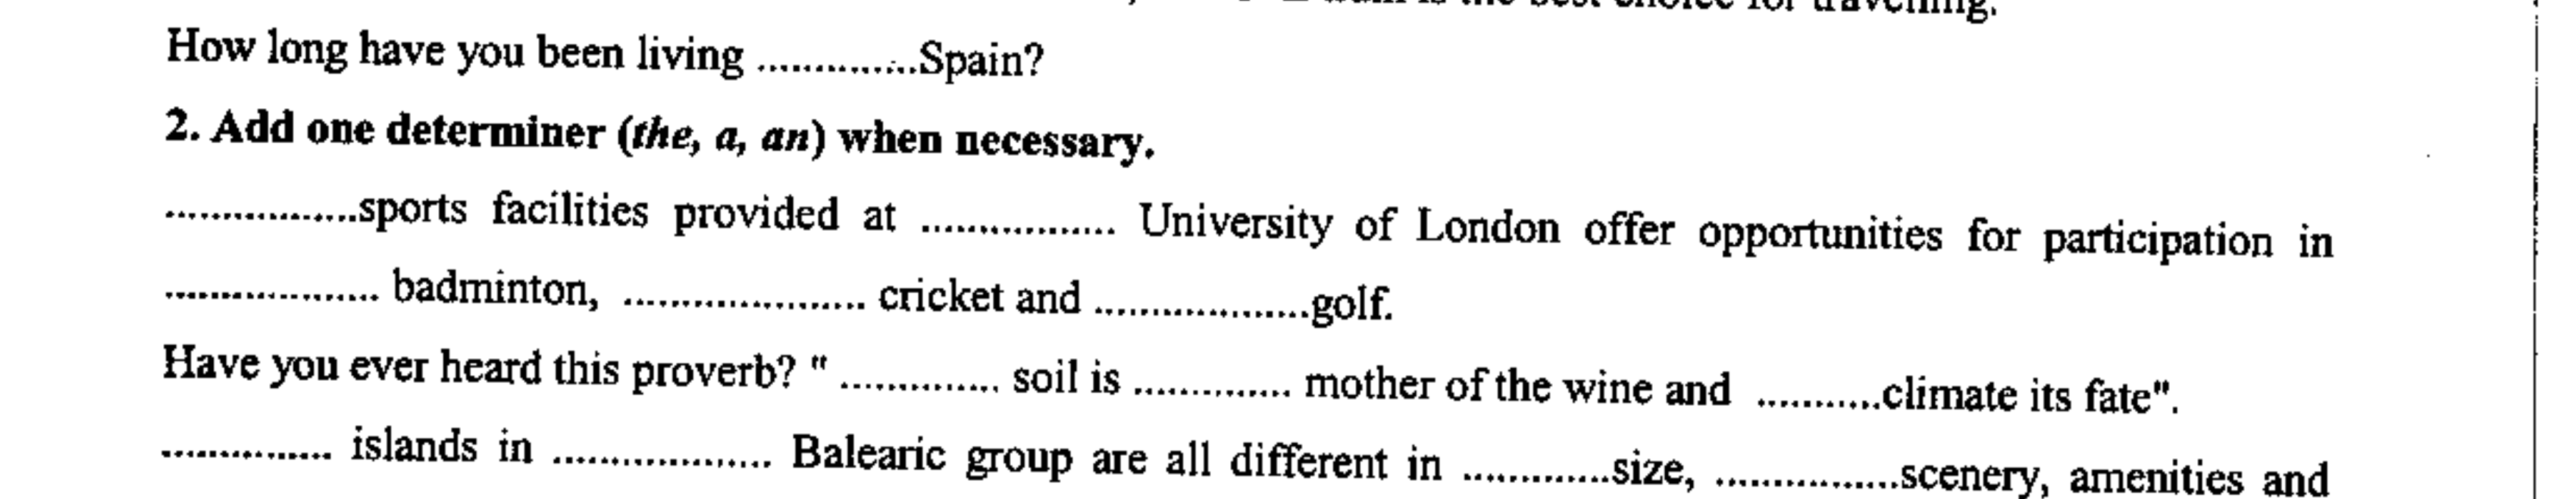 is the best choice for travelling.
How long have you been living ..............Spain?
2. Add one determiner (the, a, an) when necessary.
.................sports facilities provided at ................. University of London offer opportunities for participation in
................... badminton, ..................... cricket and ...................golf.
Have you ever heard this proverb? " .............. soil is .............. mother of the wine and ...........climate its fate".
............... islands in ................... Balearic group are all different in .............size, ................scenery, amenities and